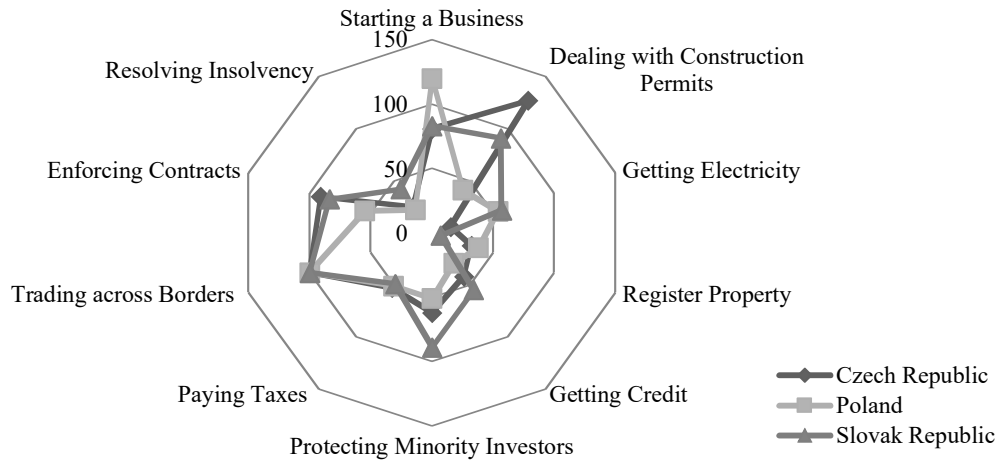 Starting a Business
150
Dealing with Construction
Permits
Resolving Insolvency
100
Enforcing Contracts
50
Getting Electricity
0
Trading across Borders
Register Property
Paying Taxes
Getting Credit
Protecting Minority Investors
Czech Republic
Poland
Slovak Republic